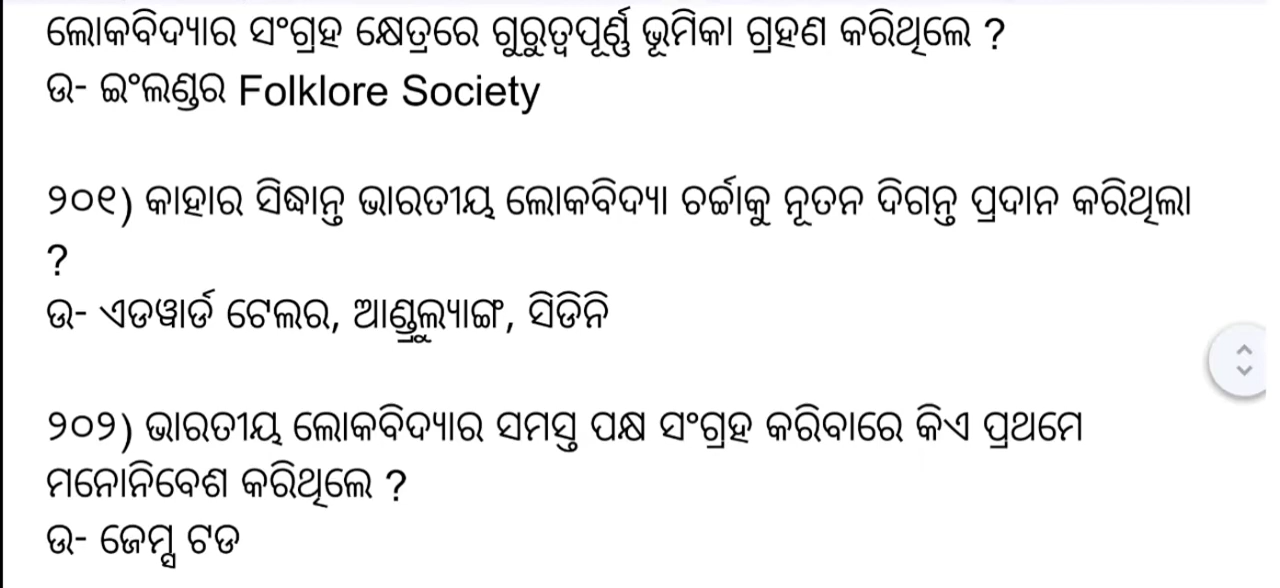 ଲୋକବିଦ୍ୟାର ସଂଗ୍ରହ କ୍ଷେତ୍ରରେ ଗୁରୁତ୍ୱପୂର୍ଣ୍ଣ ଭୂମିକା ଗ୍ରହଣ କରିଥିଲେ ?
ଉ- ଇଂଲଣ୍ଡର Folklore Society
୨୦୧) କାହାର ସିଦ୍ଧାନ୍ତ ଭାରତୀୟ ଲୋକବିଦ୍ୟା ଚର୍ଚ୍ଚାକୁ ନୂତନ ଦିଗନ୍ତ ପ୍ରଦାନ କରିଥିଲା
?
ଉ- ଏଡୱାର୍ଡ ଟେଲର, ଆଣ୍ଡ୍ରୁଲ୍ୟାଙ୍ଗ, ସିଡିନି
୨୦୨) ଭାରତୀୟ ଲୋକବିଦ୍ୟାର ସମସ୍ତ ପକ୍ଷ ସଂଗ୍ରହ କରିବାରେ କିଏ ପ୍ରଥମେ
ମନୋନିବେଶ କରିଥିଲେ ?
ଉ- ଜେମ୍ସ ଟଡ